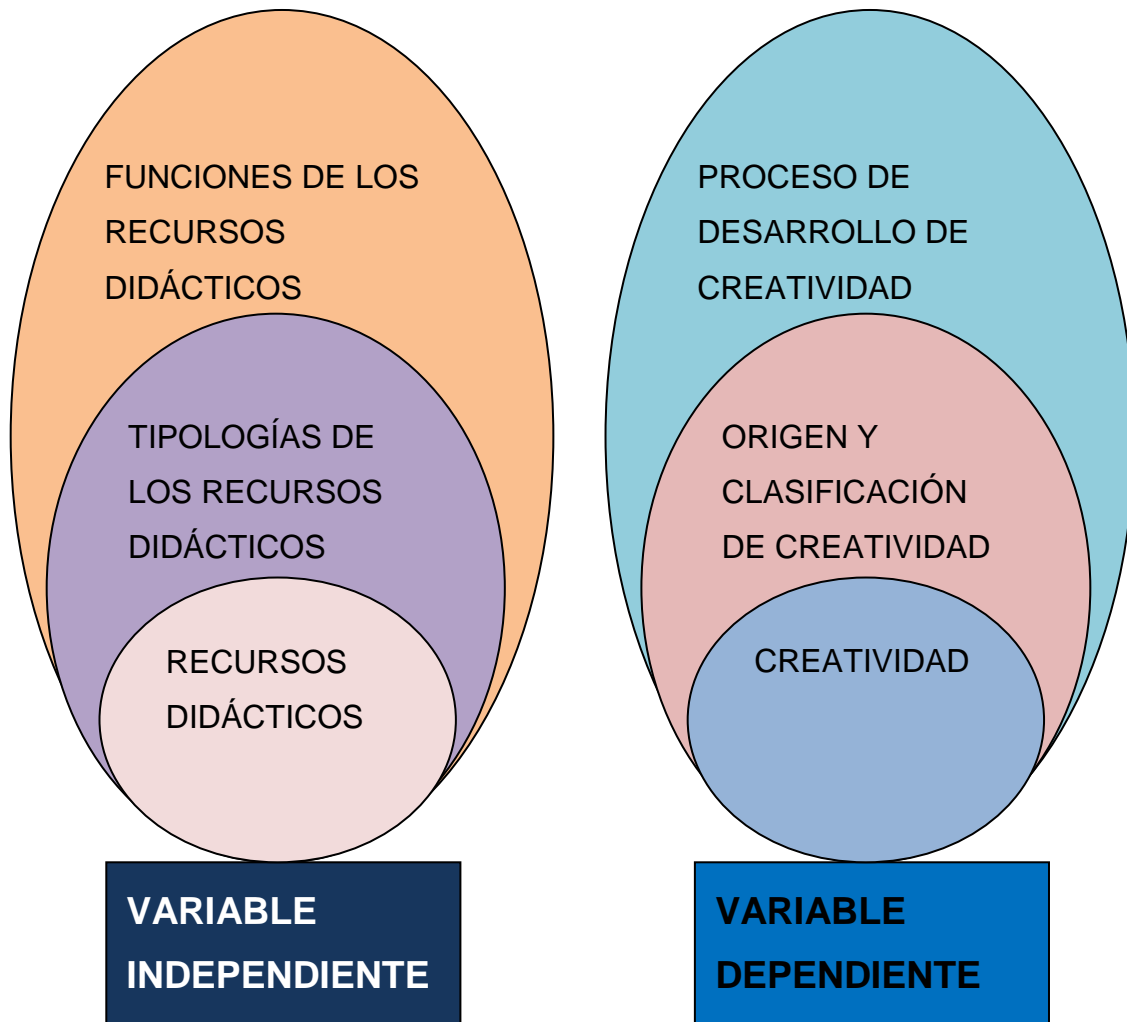 FUNCIONES DE LOS
RECURSOS
DIDÁCTICOS
TIPOLOGÍAS DE
LOS RECURSOS
DIDÁCTICOS
RECURSOS
DIDÁCTICOS
VARIABLE
INDEPENDIENTE
PROCESO DE
DESARROLLO DE
CREATIVIDAD
ORIGEN Y
CLASIFICACIÓN
DE CREATIVIDAD
CREATIVIDAD
VARIABLE
DEPENDIENTE